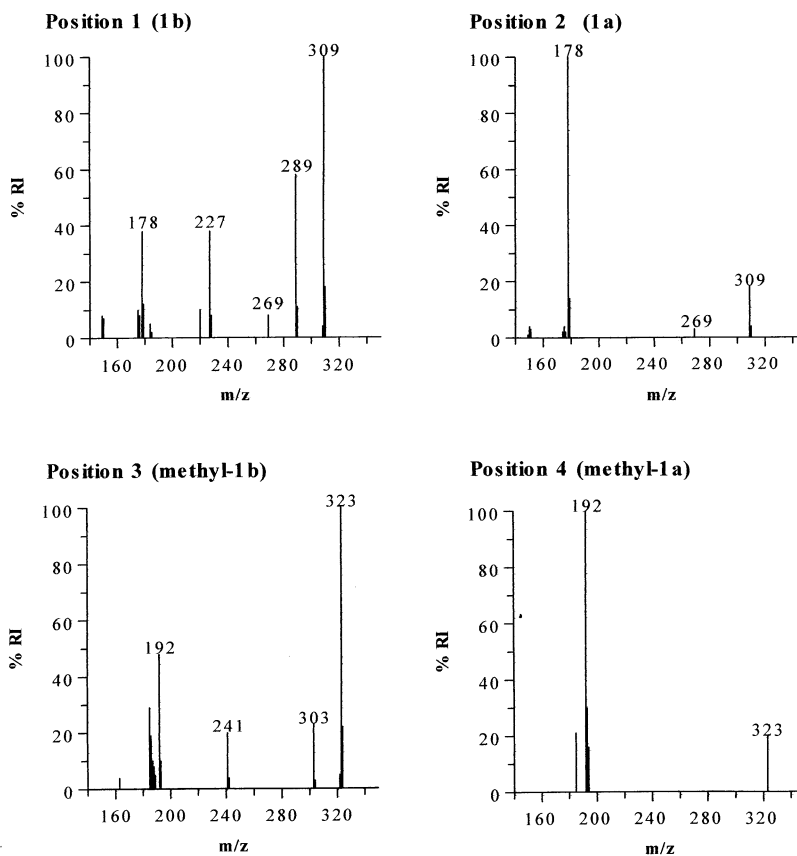 Position 1 (1b)
309
100
80
60
40
20
0
% RI
289
178
227
269
160 200 240 280 320
m/z
Position 2 (1a)
178
100
80
60
40
20
0
% RI
309
269
160 200 240 280 320
m/z
Position 3 (methyl-1b)
323
100
80
60
40
20
0
% RI
192
241
303
160 200 240 280 320
m/z
Position 4 (methyl-1a)
192
100
80
60
40
20
0
% RI
323
160 200 240 280 320
m/z